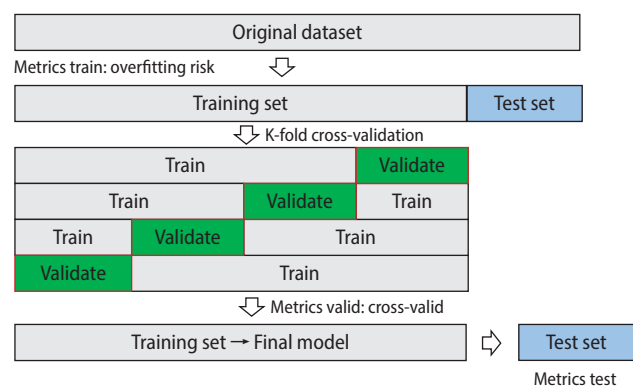 Original dataset
Metrics train: overfitting risk
Training set Test set
K-fold cross-validation
Train Validate
Train Validate Train
Train Validate Train
Validate Train
Metrics valid: cross-valid
Training set → Final model Test set
Metrics test